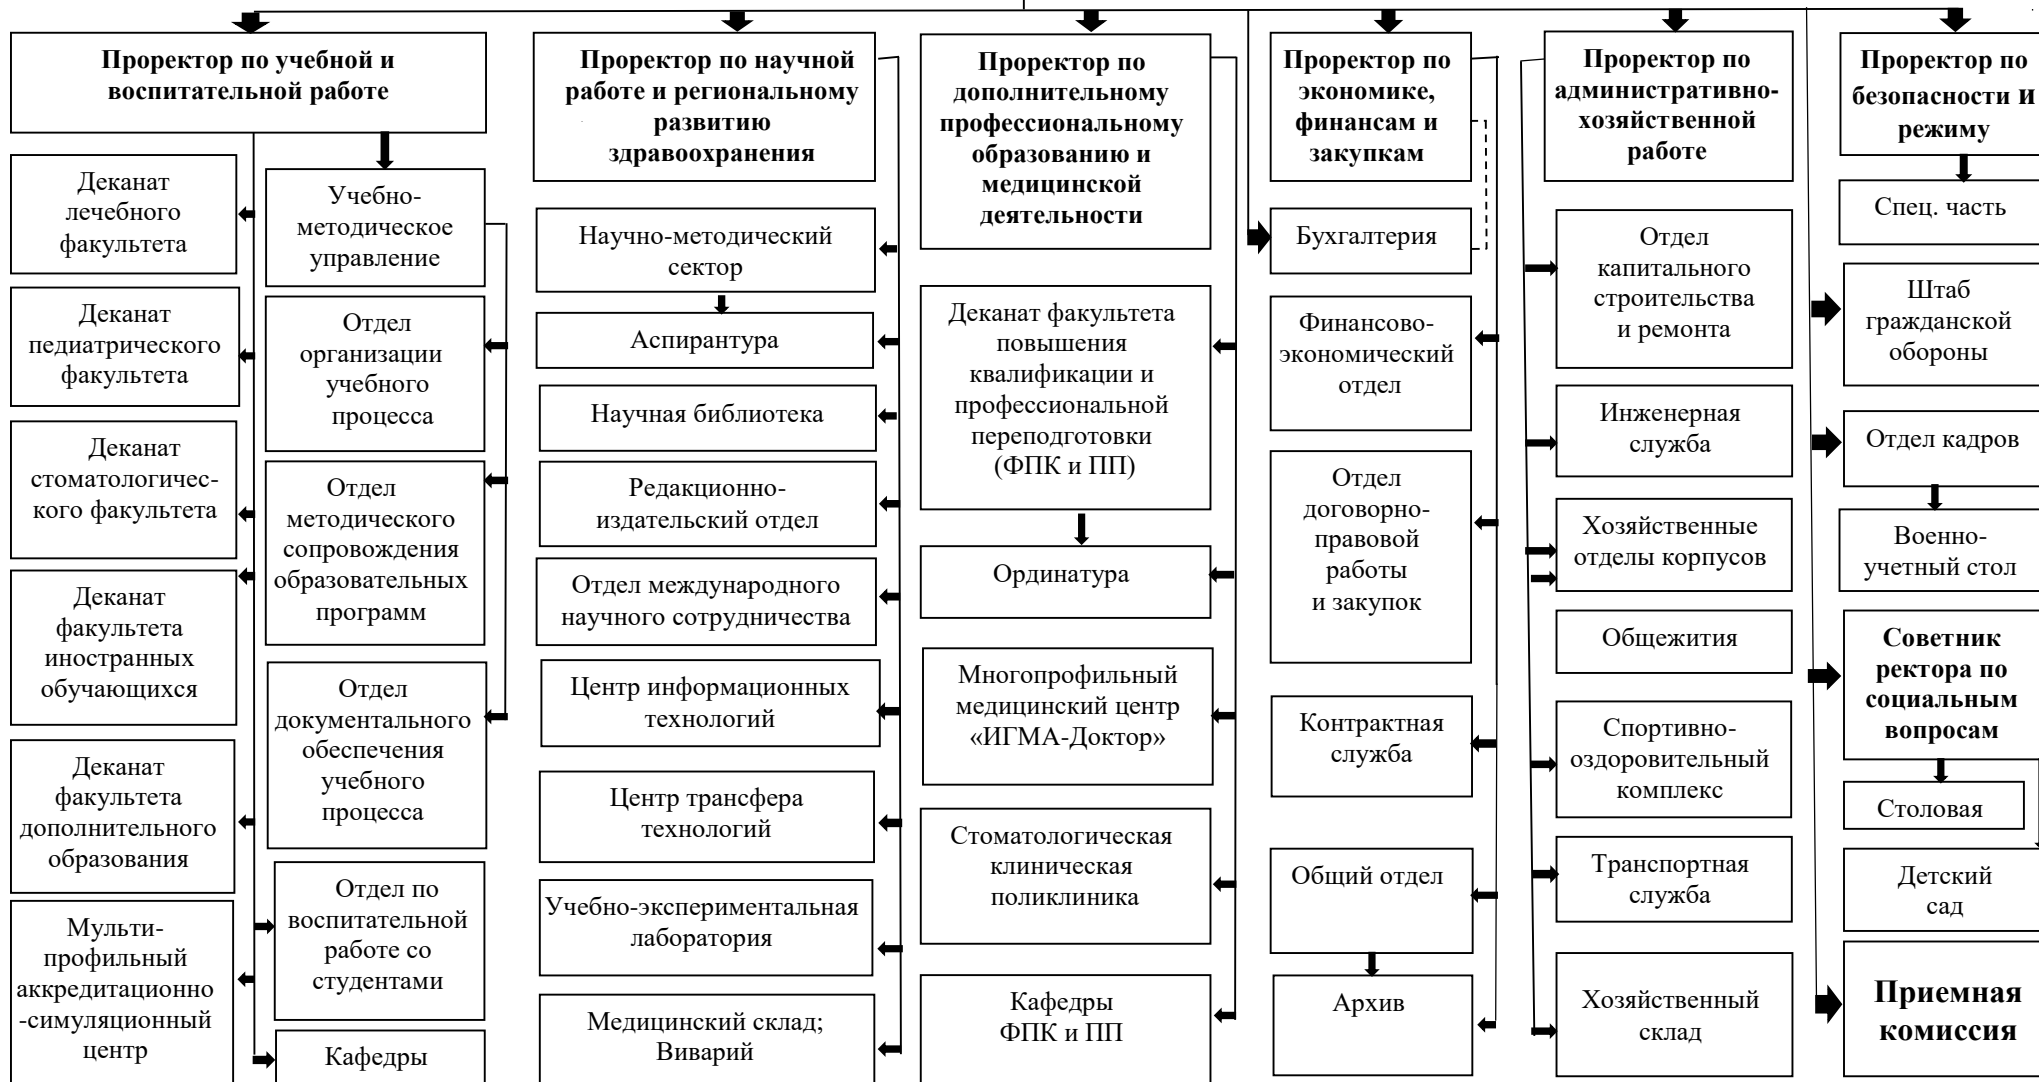 Проректор по учебной и
воспитательной работе
Деканат
лечебного
факультета
Деканат
педиатрического
факультета
Деканат
стоматологичес-
кого факультета
Деканат
факультета
иностранных
обучающихся
Деканат
факультета
дополнительного
образования
Мульти-
профильный
аккредитационно
-симуляционный
центр
Учебно-
методическое
управление
Отдел
организации
учебного
процесса
Отдел
методического
сопровождения
образовательных
программ
Отдел
документального
обеспечения
учебного
процесса
Отдел по
воспитательной
работе со
студентами
Кафедры
Проректор по научной
работе и региональному
развитию
здравоохранения
Научно-методический
сектор
Аспирантура
Научная библиотека
Редакционно-
издательский отдел
Отдел международного
научного сотрудничества
Центр информационных
технологий
Центр трансфера
технологий
Учебно-экспериментальная
лаборатория
Медицинский склад;
Виварий
Проректор по
дополнительному
профессиональному
образованию и
медицинской
деятельности
Деканат факультета
повышения
квалификации и
профессиональной
переподготовки
(ФПК и ПП)
Ординатура
Многопрофильный
медицинский центр
«ИГМА-Доктор»
Стоматологическая
клиническая
поликлиника
Кафедры
ФПК и ПП
Проректор по
экономике,
финансам и
закупкам
Бухгалтерия
Финансово-
экономический
отдел
Отдел
договорно-
правовой
работы
и закупок
Контрактная
служба
Общий отдел
Архив
Проректор по
административно-
хозяйственной
работе
Отдел
капитального
строительства
и ремонта
Инженерная
служба
Хозяйственные
отделы корпусов
Общежития
Спортивно-
оздоровительный
комплекс
Транспортная
служба
Хозяйственный
склад
Проректор по
безопасности и
режиму
Спец. часть
Штаб
гражданской
обороны
Отдел кадров
Военно-
учетный стол
Советник
ректора по
социальным
вопросам
Столовая
Детский
сад
Приемная
комиссия